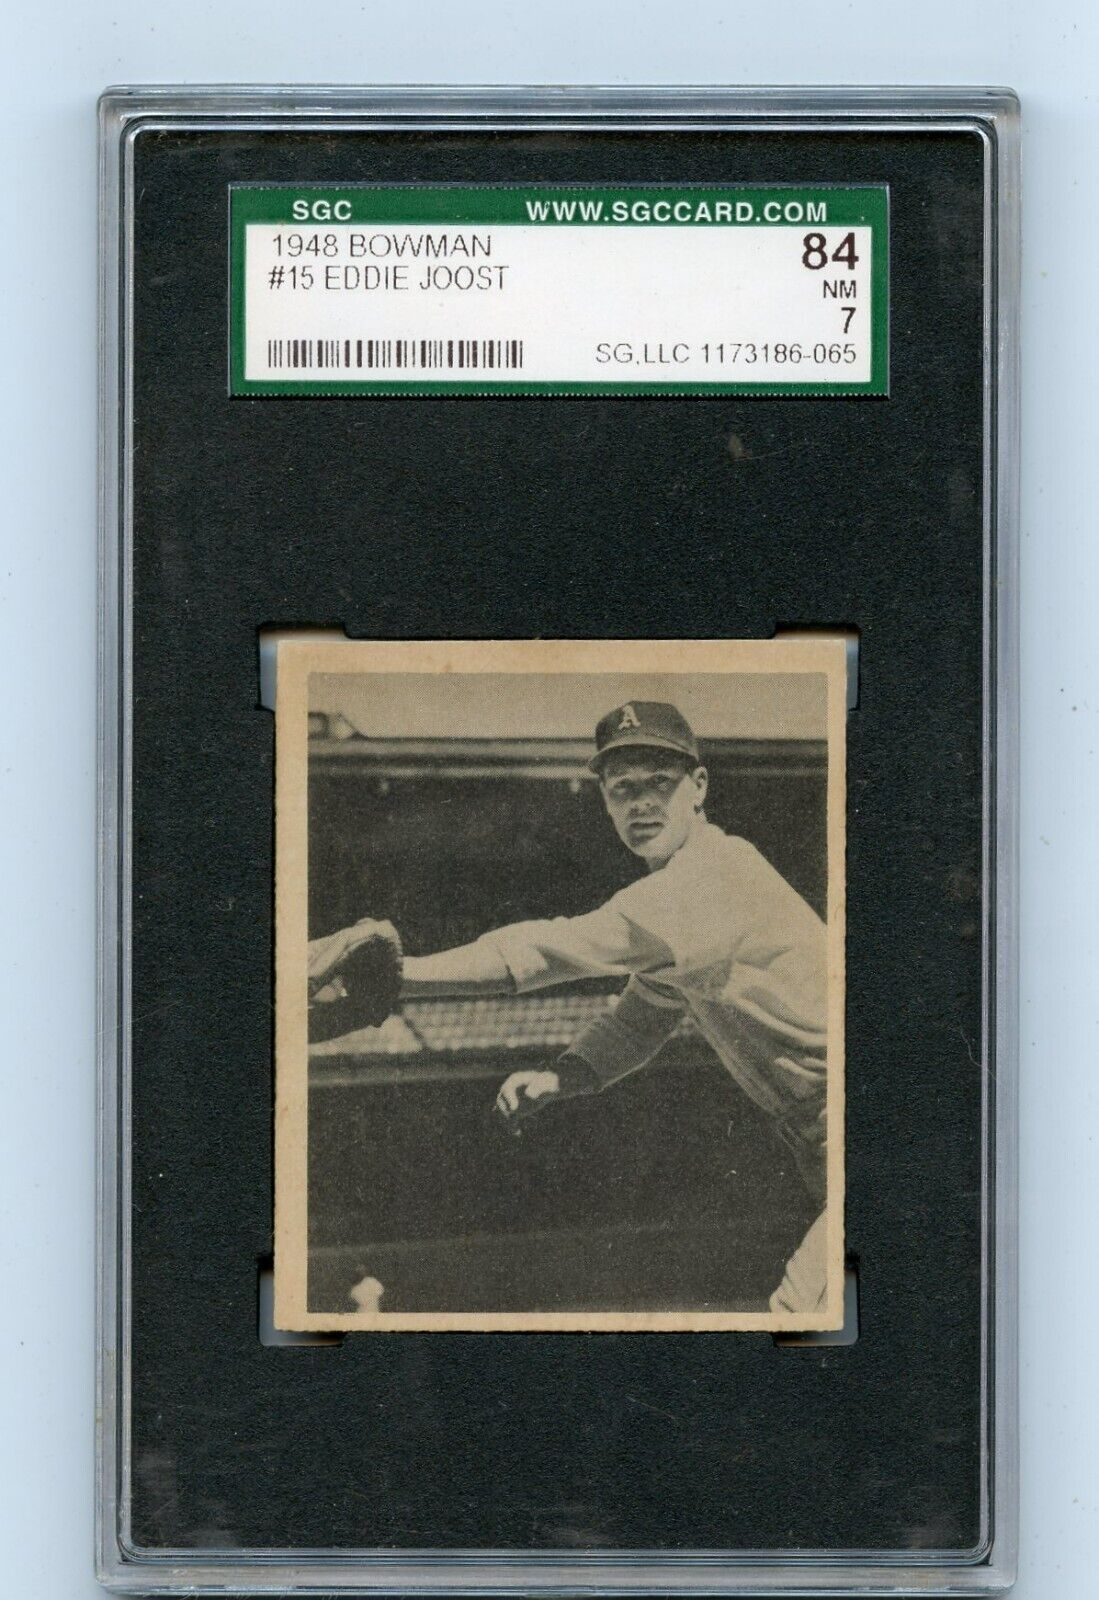 SGC WWW.SGCCARD.COM
1948 BOWMAN 84
#15 EDDIE JOOST NM
7
SG,LLC 1173186-065
A